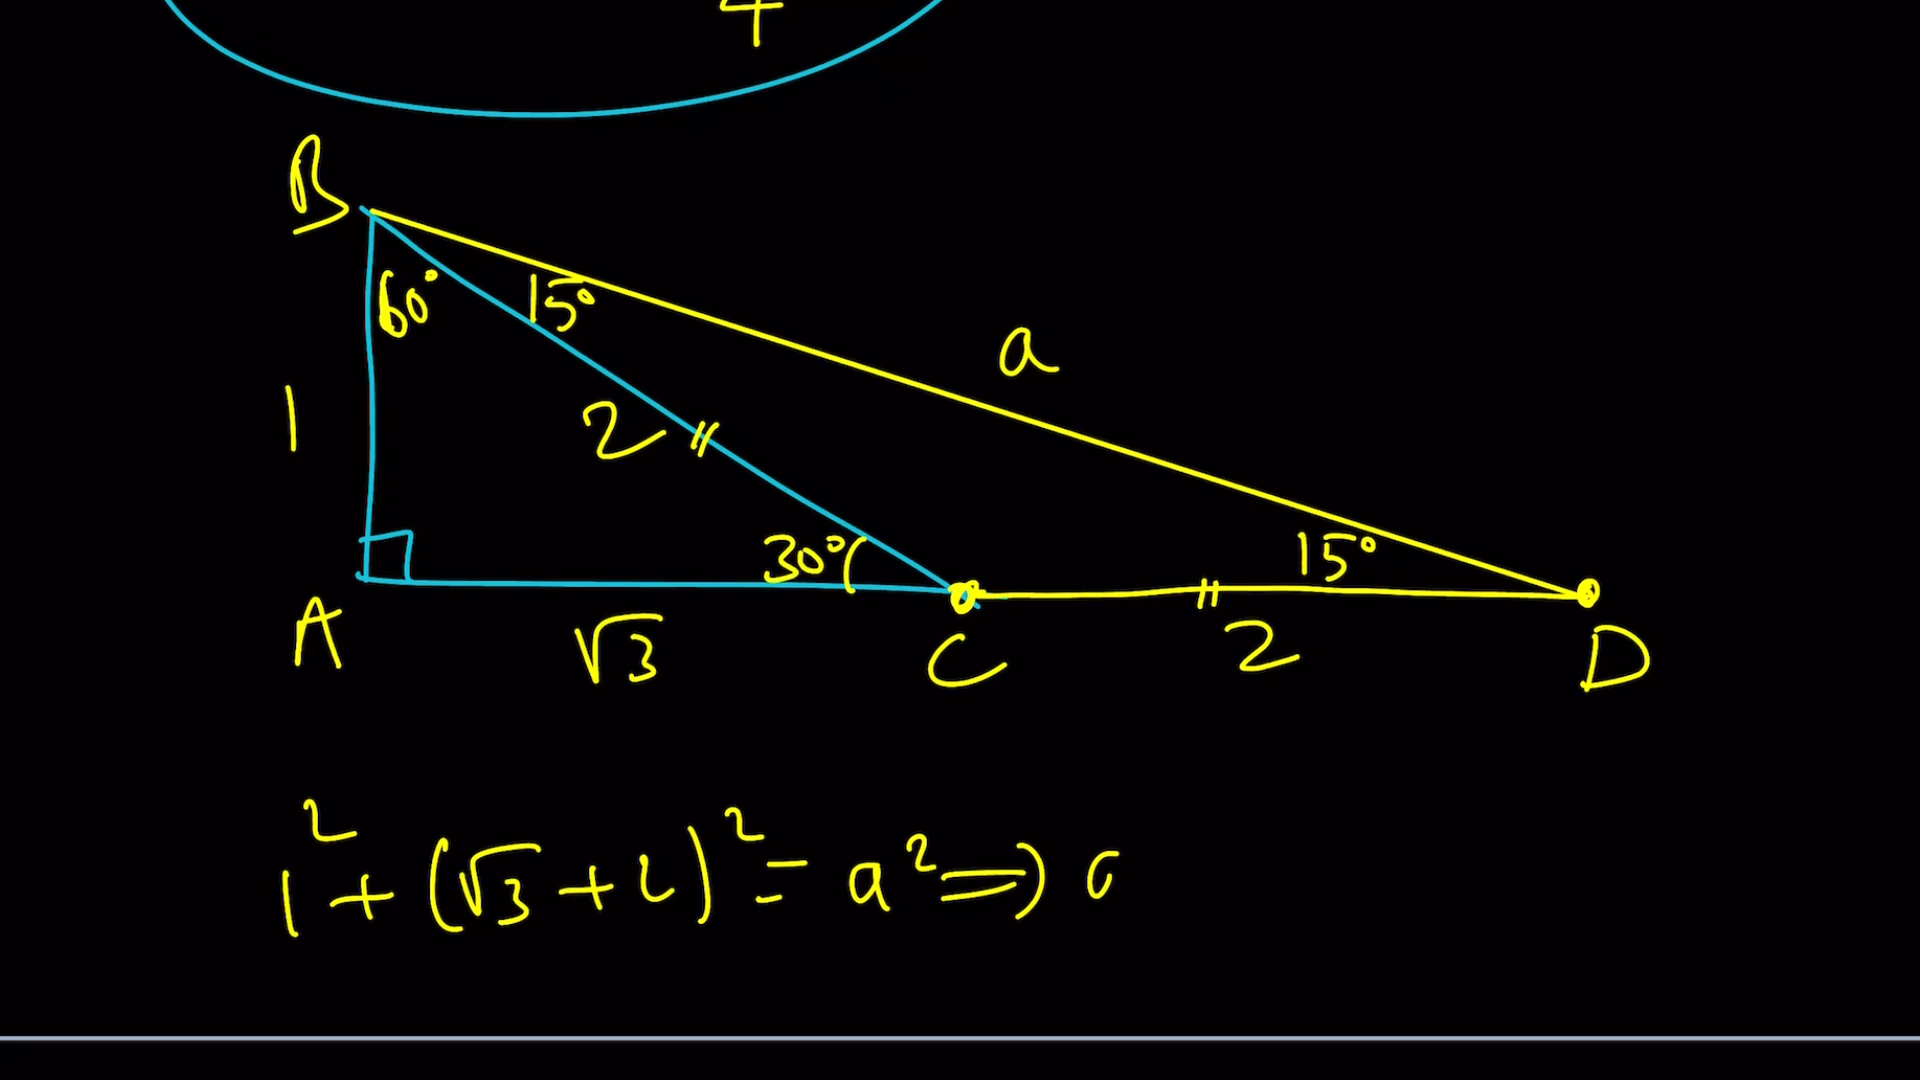 4
B
60° 15°
a
1
2
30° 15°
A √3 C 2 D
1² + (√3 + 2)² = a² ⇒ a